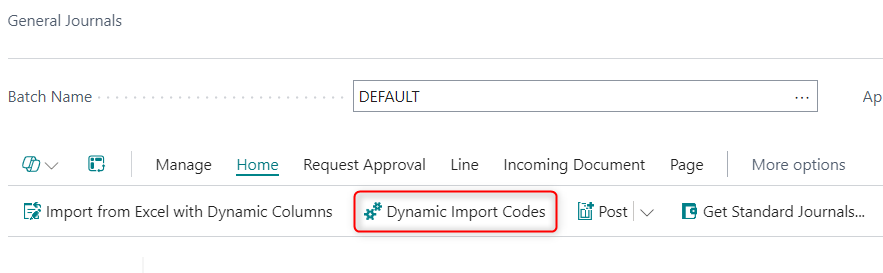 General Journals
Batch Name DEFAULT ... Ap
Manage Home Request Approval Line Incoming Document Page More options
Import from Excel with Dynamic Columns Dynamic Import Codes Post Get Standard Journals...